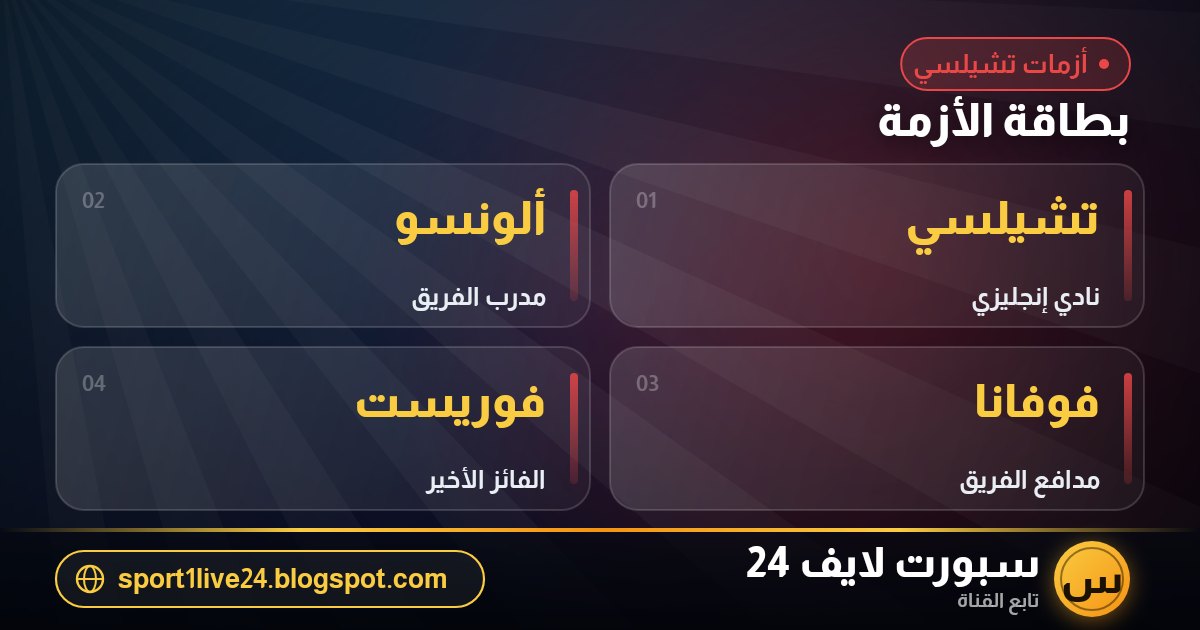 أزمات تشيلسي
بطاقة الأزمة
01
تشيلسي
نادي إنجليزي
02
ألونسو
مدرب الفريق
03
فوفانا
مدافع الفريق
04
فوريست
الفائز الأخير
س
سبورت لايف 24
تابع القناة
sport1live24.blogspot.com